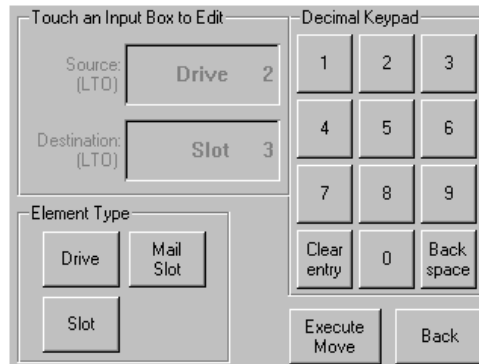 Touch an Input Box to Edit
Source:
(LTO)
Drive 2
Destination:
(LTO)
Slot 3
Element Type
Drive
Mail
Slot
Slot
Decimal Keypad
1 2 3
4 5 6
7 8 9
Clear
entry
0
Back
space
Execute
Move
Back